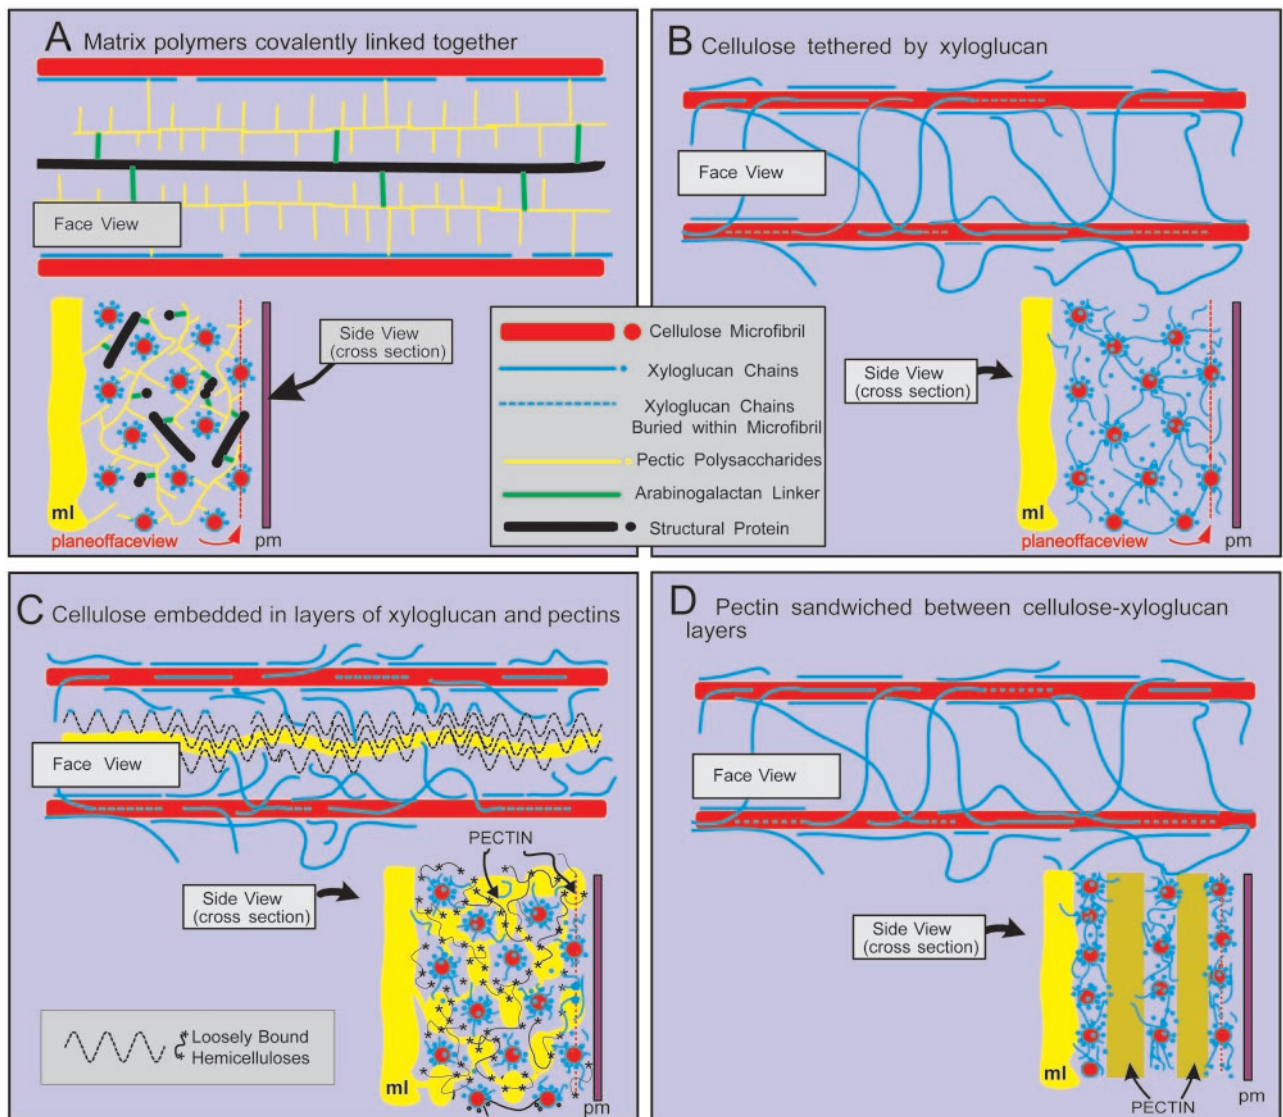 A Matrix polymers covalently linked together
Face View
Side View
(cross section)
ml
planeoffaceview
pm
B Cellulose tethered by xyloglucan
Face View
Side View
(cross section)
ml
planeoffaceview
pm
Cellulose Microfibril
Xyloglucan Chains
Xyloglucan Chains
Buried within Microfibril
Pectic Polysaccharides
Arabinogalactan Linker
Structural Protein
C Cellulose embedded in layers of xyloglucan and pectins
Face View
PECTIN
Side View
(cross section)
Loosely Bound
Hemicelluloses
ml
pm
D Pectin sandwiched between cellulose-xyloglucan
layers
Face View
Side View
(cross section)
ml
PECTIN
pm